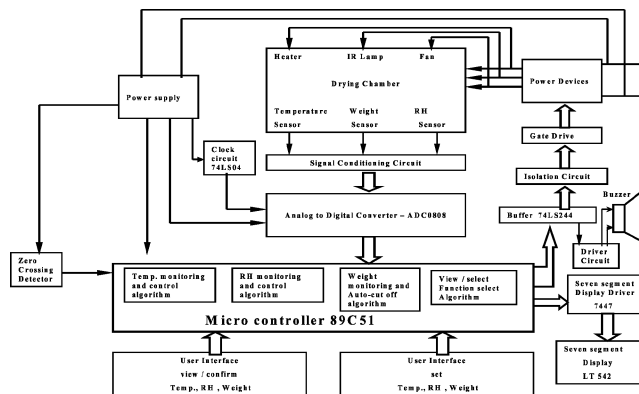 Heater IR Lamp Fan
Drying Chamber
Temperature Weight RH
Sensor Sensor Sensor
Power supply
Power Devices
Gate Drive
Clock
circuit
74LS04
Signal Conditioning Circuit
Isolation Circuit
Buzzer
Analog to Digital Converter – ADC0808
Buffer 74LS244
Driver
Circuit
Zero
Crossing
Detector
Temp. monitoring
and control
algorithm
RH monitoring
and control
algorithm
Weight
monitoring and
Auto-cut off
algorithm
View / select
Function select
Algorithm
Micro controller 89C51
Seven segment
Display Driver
7447
Seven segment
Display
LT 542
User Interface
view / confirm
Temp., RH , Weight
User Interface
set
Temp., RH , Weight